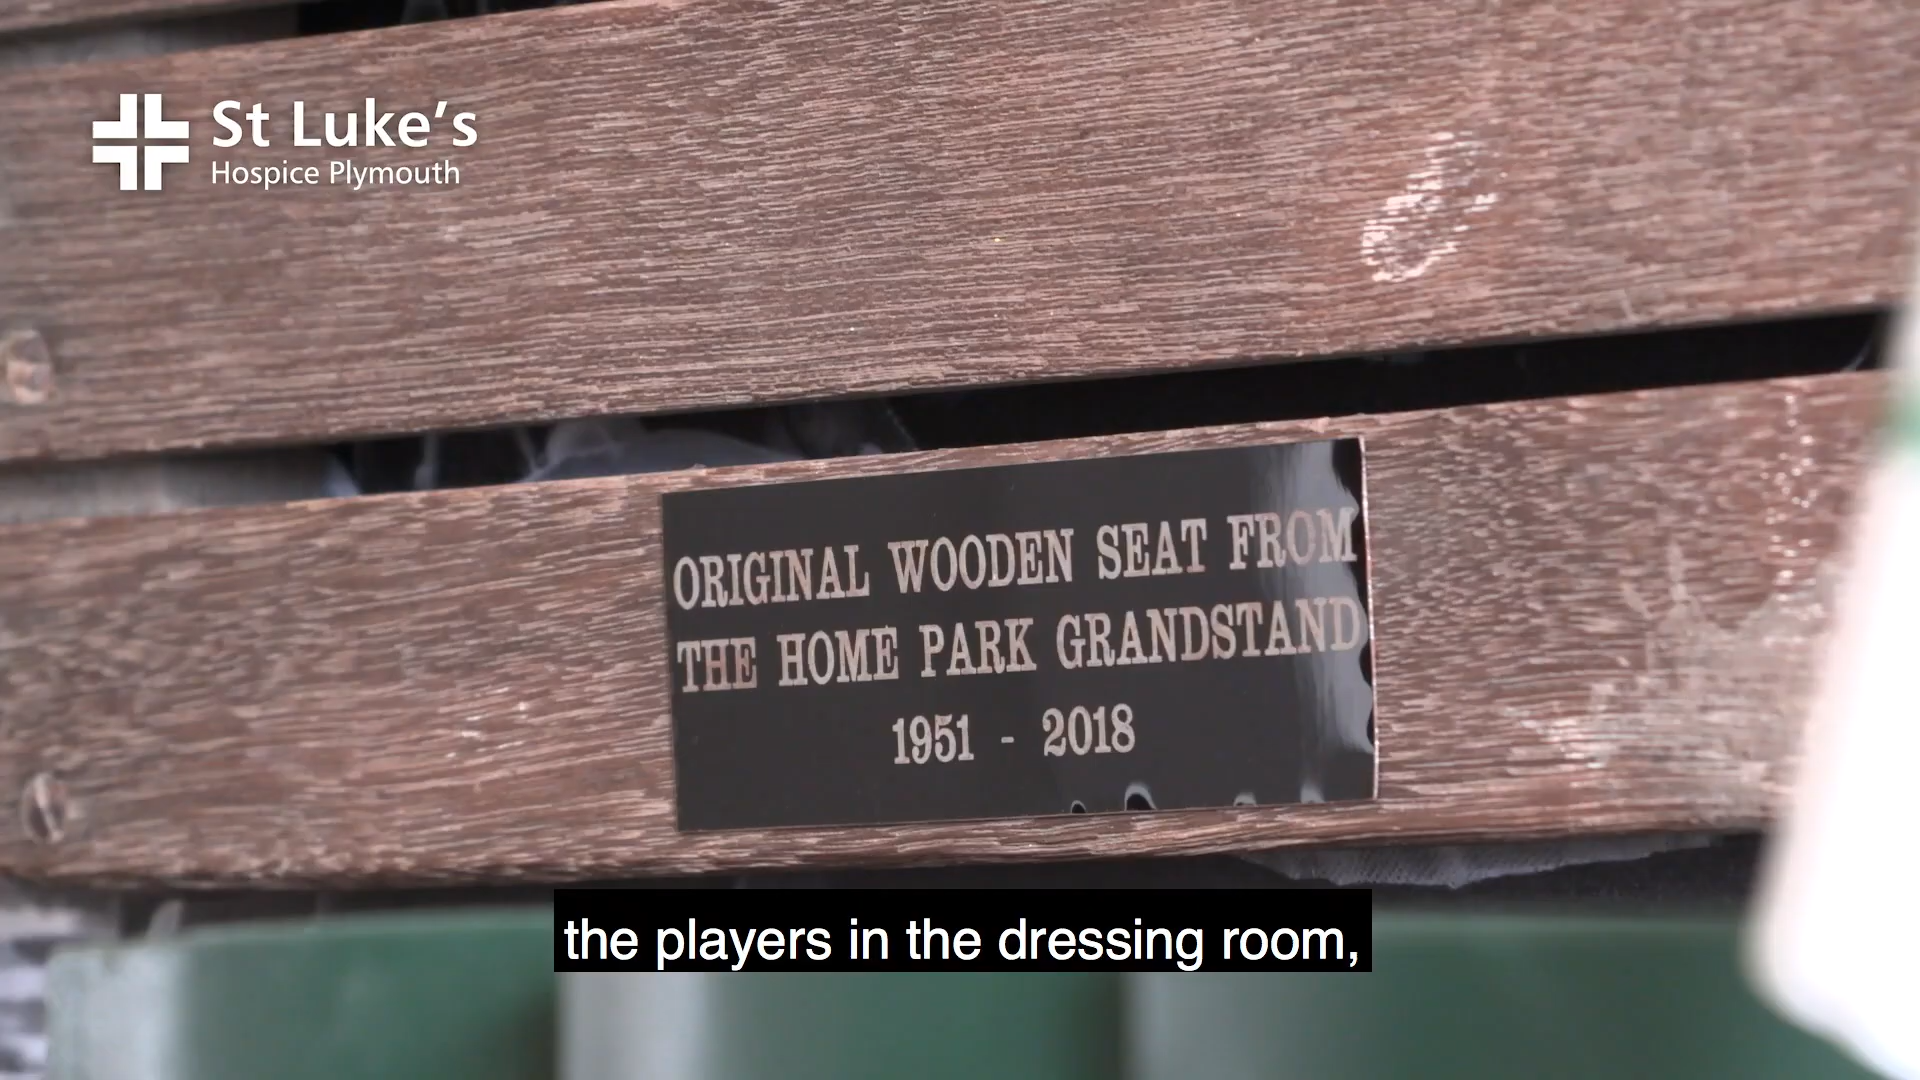 St Luke's
Hospice Plymouth
ORIGINAL WOODEN SEAT FROM
THE HOME PARK GRANDSTAND
1951 - 2018
the players in the dressing room,